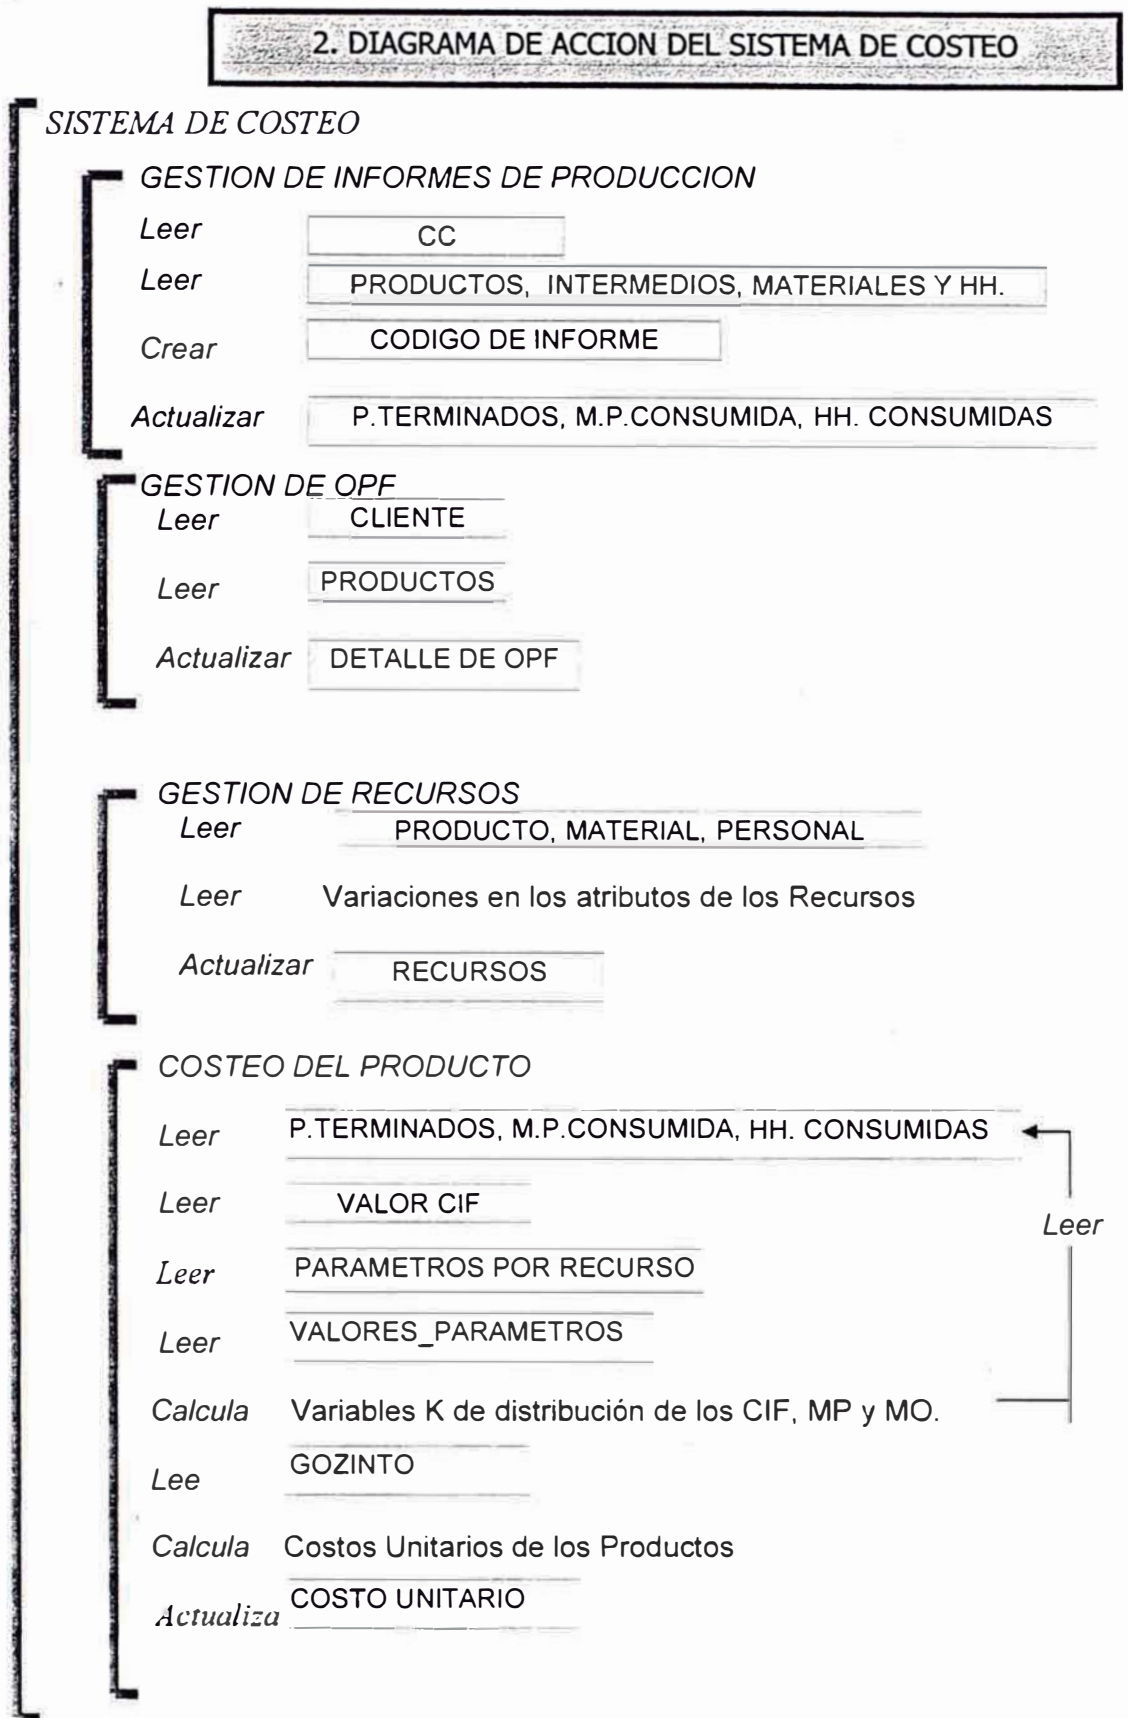 2. DIAGRAMA DE ACCION DEL SISTEMA DE COSTEO
SISTEMA DE COSTEO
GESTION DE INFORMES DE PRODUCCION
Leer CC
Leer PRODUCTOS, INTERMEDIOS, MATERIALES Y HH.
Crear CODIGO DE INFORME
Actualizar P.TERMINADOS, M.P.CONSUMIDA, HH. CONSUMIDAS
GESTION DE OPF
Leer CLIENTE
Leer PRODUCTOS
Actualizar DETALLE DE OPF
GESTION DE RECURSOS
Leer PRODUCTO, MATERIAL, PERSONAL
Leer Variaciones en los atributos de los Recursos
Actualizar RECURSOS
COSTEO DEL PRODUCTO
Leer P.TERMINADOS, M.P.CONSUMIDA, HH. CONSUMIDAS
Leer VALOR CIF
Leer
Leer PARAMETROS POR RECURSO
Leer VALORES_PARAMETROS
Calcula Variables K de distribución de los CIF, MP y MO.
Lee GOZINTO
Calcula Costos Unitarios de los Productos
Actualiza COSTO UNITARIO